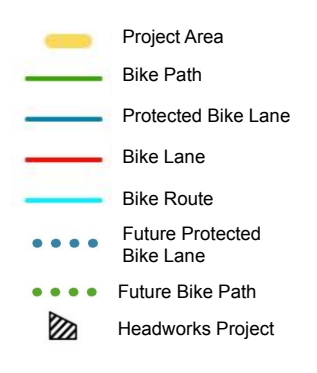 Project Area
Bike Path
Protected Bike Lane
Bike Lane
Bike Route
Future Protected
Bike Lane
Future Bike Path
Headworks Project